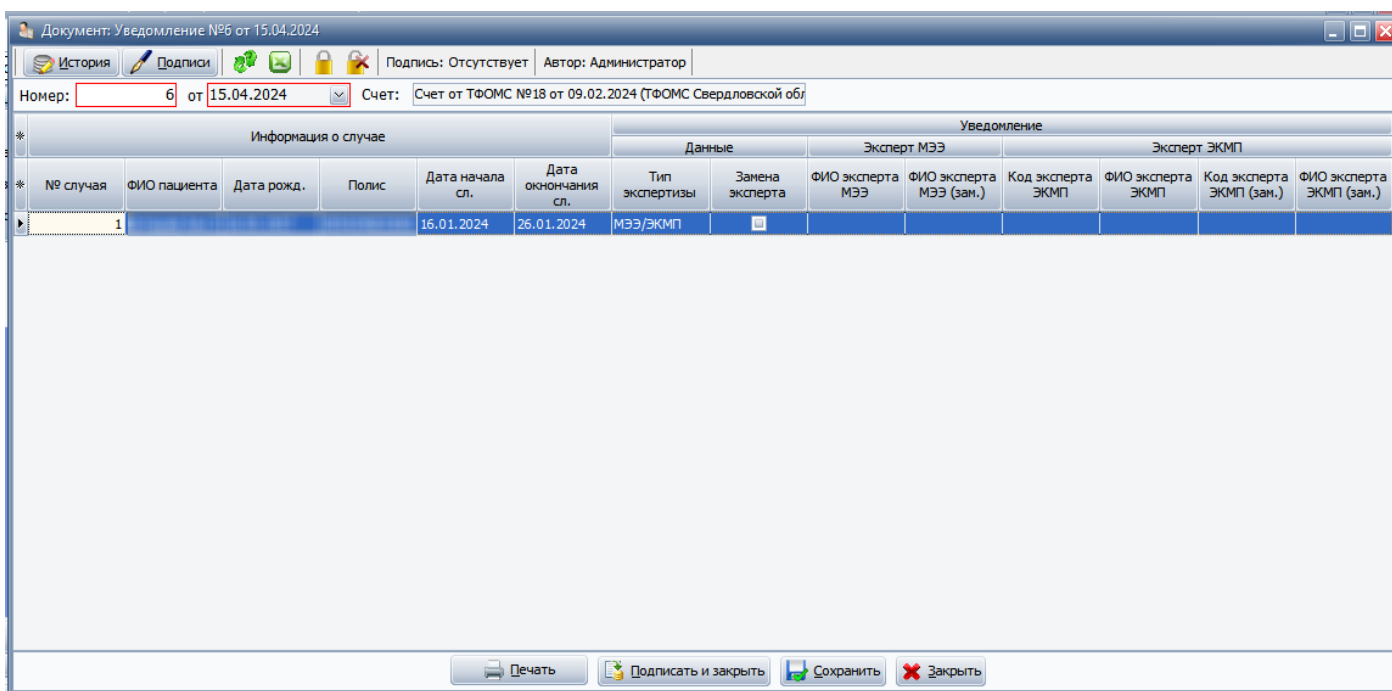 Документ: Уведомление №6 от 15.04.2024
История Подписи Подпись: Отсутствует Автор: Администратор
Номер: 6 от 15.04.2024 Счет: Счет от ТФОМС №18 от 09.02.2024 (ТФОМС Свердловской обл
Информация о случае Уведомление
Данные Эксперт МЭЭ Эксперт ЭКМП
№ случая ФИО пациента Дата рожд. Полис Дата начала сл. Дата окнончания сл. Тип экспертизы Замена эксперта ФИО эксперта МЭЭ ФИО эксперта МЭЭ (зам.) Код эксперта ЭКМП ФИО эксперта ЭКМП Код эксперта ЭКМП (зам.) ФИО эксперта ЭКМП (зам.)
1 16.01.2024 26.01.2024 МЭЭ/ЭКМП
Печать Подписать и закрыть Сохранить Закрыть